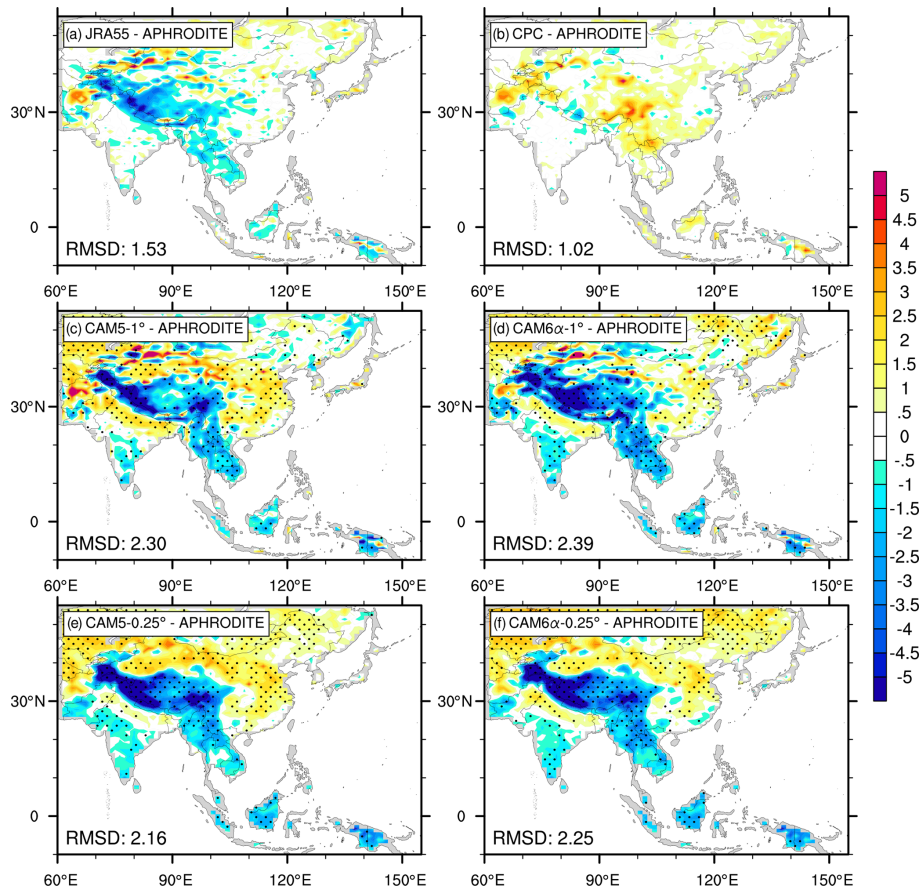 (a) JRA55 - APHRODITE
(b) CPC - APHRODITE
30°N
30°N
0
0
RMSD: 1.53
RMSD: 1.02
60°E 90°E 120°E 150°E
60°E 90°E 120°E 150°E
(c) CAM5-1° - APHRODITE
(d) CAM6α-1° - APHRODITE
30°N
30°N
0
0
RMSD: 2.30
RMSD: 2.39
60°E 90°E 120°E 150°E
60°E 90°E 120°E 150°E
(e) CAM5-0.25° - APHRODITE
(f) CAM6α-0.25° - APHRODITE
30°N
30°N
0
0
RMSD: 2.16
RMSD: 2.25
60°E 90°E 120°E 150°E
60°E 90°E 120°E 150°E
5
4.5
4
3.5
3
2.5
2
1.5
1
.5
0
-.5
-1
-1.5
-2
-2.5
-3
-3.5
-4
-4.5
-5